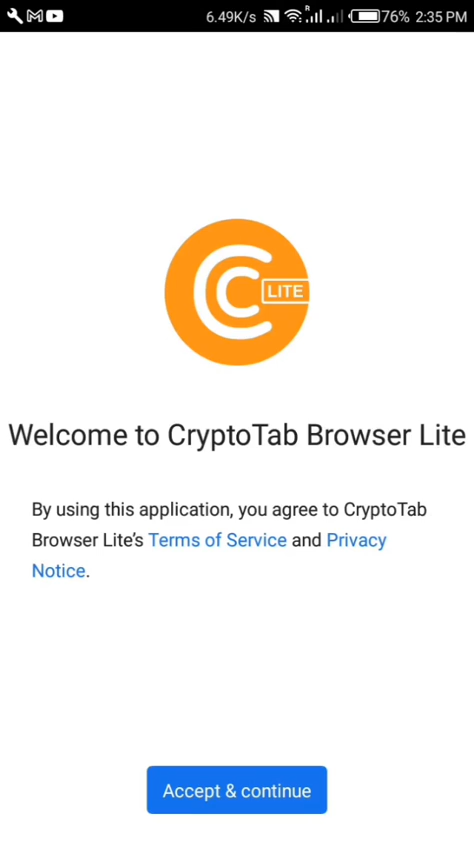 6.49K/s R 76% 2:35 PM
LITE
Welcome to CryptoTab Browser Lite
By using this application, you agree to CryptoTab
Browser Lite’s Terms of Service and Privacy
Notice.
Accept & continue